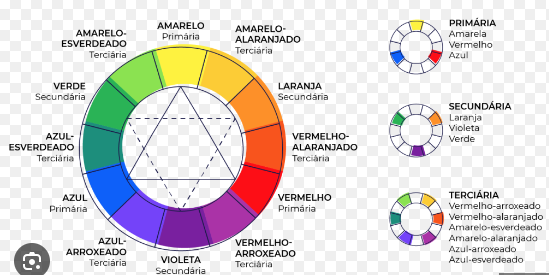 AMARELO
Primária
AMARELO-
ALARANJADO
Terciária
LARANJA
Secundária
VERMELHO-
ALARANJADO
Terciária
VERMELHO
Primária
VERMELHO-
ARROXEADO
Terciária
VIOLETA
Secundária
AZUL-
ARROXEADO
Terciária
AZUL
Primária
AZUL-
ESVERDEADO
Terciária
VERDE
Secundária
AMARELO-
ESVERDEADO
Terciária
PRIMÁRIA
Amarela
Vermelho
Azul
SECUNDÁRIA
Laranja
Violeta
Verde
TERCIÁRIA
Vermelho-arroxeado
Vermelho-alaranjado
Amarelo-esverdeado
Amarelo-alaranjado
Azul-arroxeado
Azul-esverdeado